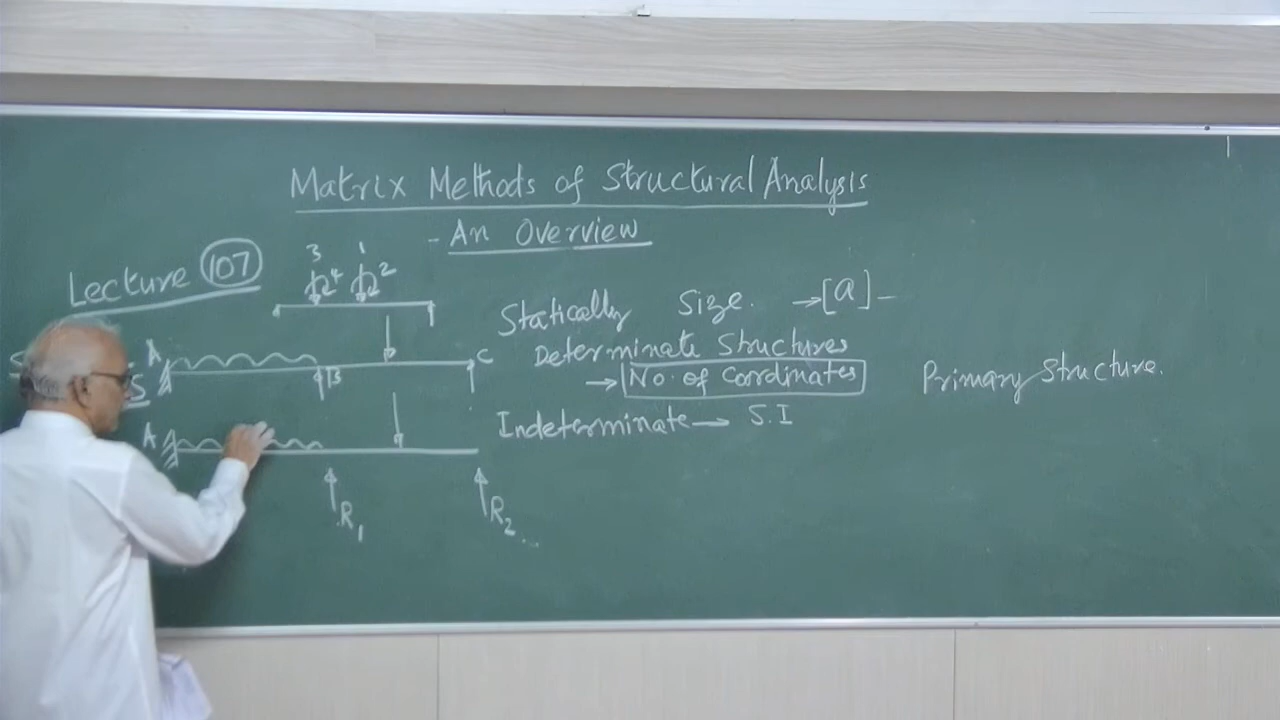 Matrix Methods of Structural Analysis
- An Overview
Lecture 107
3 1
4 2
Statically Size. → [a] -
Determinate Structures
→ No. of Coordinates
Primary Structure.
Indeterminate → S.I
A B C
S
S
A
R1 R2